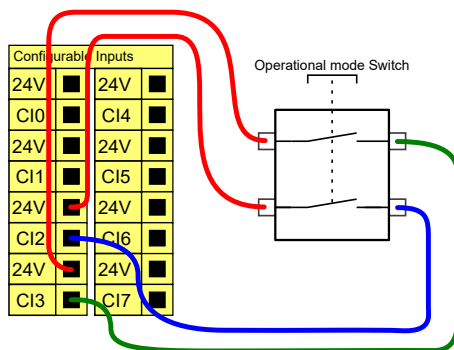 Configurable Inputs
Operational mode Switch
24V 24V
CI0 CI4
24V 24V
CI1 CI5
24V 24V
CI2 CI6
24V 24V
CI3 CI7